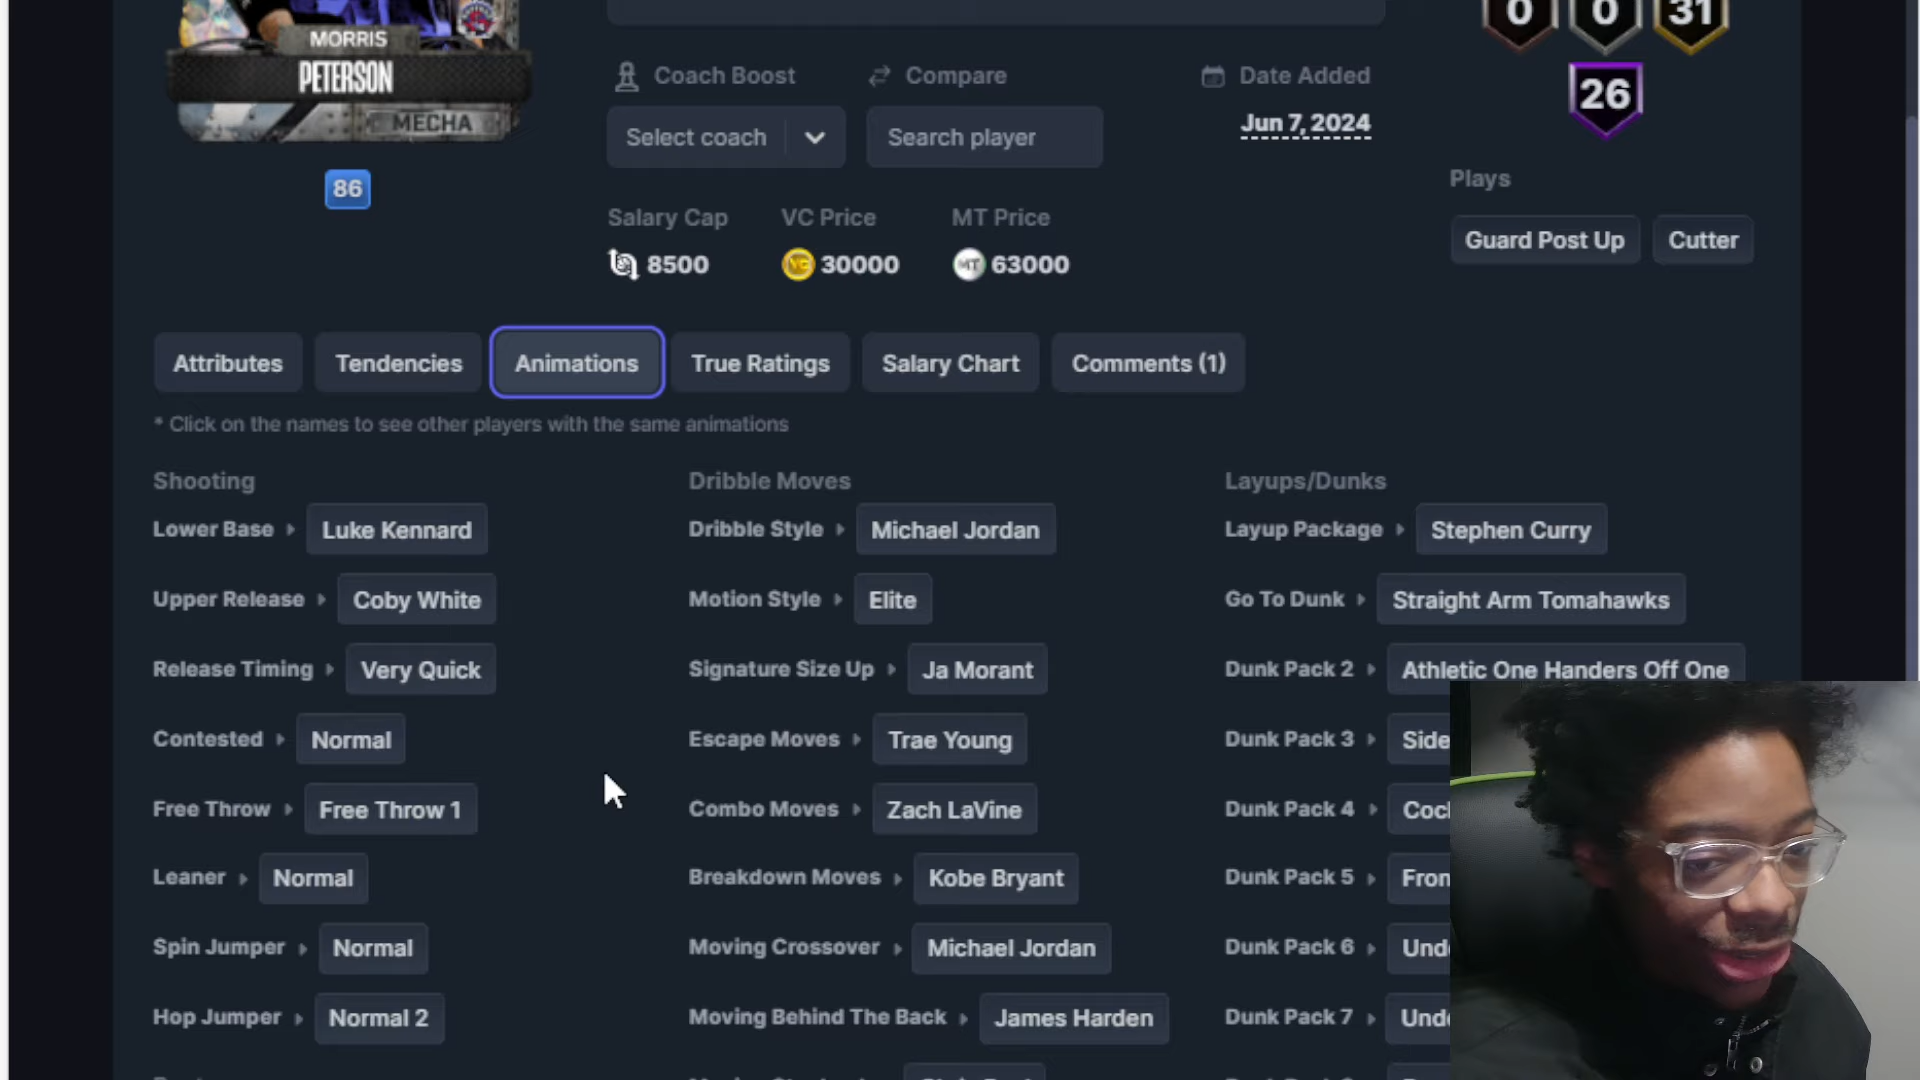 MORRIS
PETERSON
MECHA
86
Coach Boost
Compare
Date Added
Select coach
Search player
Jun 7, 2024
0 0 31
26
Plays
Guard Post Up Cutter
Salary Cap VC Price MT Price
8500 VC 30000 MT 63000
Attributes Tendencies Animations True Ratings Salary Chart Comments (1)
* Click on the names to see other players with the same animations
Shooting
Lower Base Luke Kennard
Upper Release Coby White
Release Timing Very Quick
Contested Normal
Free Throw Free Throw 1
Leaner Normal
Spin Jumper Normal
Hop Jumper Normal 2
Dribble Moves
Dribble Style Michael Jordan
Motion Style Elite
Signature Size Up Ja Morant
Escape Moves Trae Young
Combo Moves Zach LaVine
Breakdown Moves Kobe Bryant
Moving Crossover Michael Jordan
Moving Behind The Back James Harden
Layups/Dunks
Layup Package Stephen Curry
Go To Dunk Straight Arm Tomahawks
Dunk Pack 2 Athletic One Handers Off One
Dunk Pack 3 Side
Dunk Pack 4
Dunk Pack 5
Dunk Pack 6
Dunk Pack 7